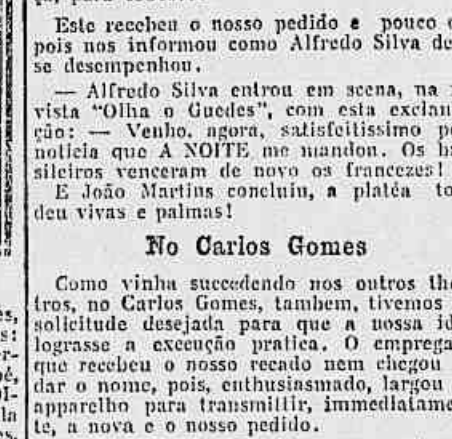 Este recebeu o nosso pedido e pouco
pois nos informou como Alfredo Silva de
se desempenhou.
— Alfredo Silva entrou em scena, na
vista "Olha o Guedes", com esta exclam
ção: — Venho, agora, satisfeitissimo p
noticia que A NOITE me mandou. Os b
sileiros venceram de novo os francezes!
E João Martins concluiu, a platéa to
deu vivas e palmas!
No Carlos Gomes
Como vinha succedendo nos outros the
tros, no Carlos Gomes, tambem, tivemos
solicitude desejada para que a nossa id
lograsse a execução pratica. O emprega
que recebeu o nosso recado nem chegou
dar o nome, pois, enthusiasmado, largou
apparelho para transmittir, immediatame
te, a nova e o nosso pedido.